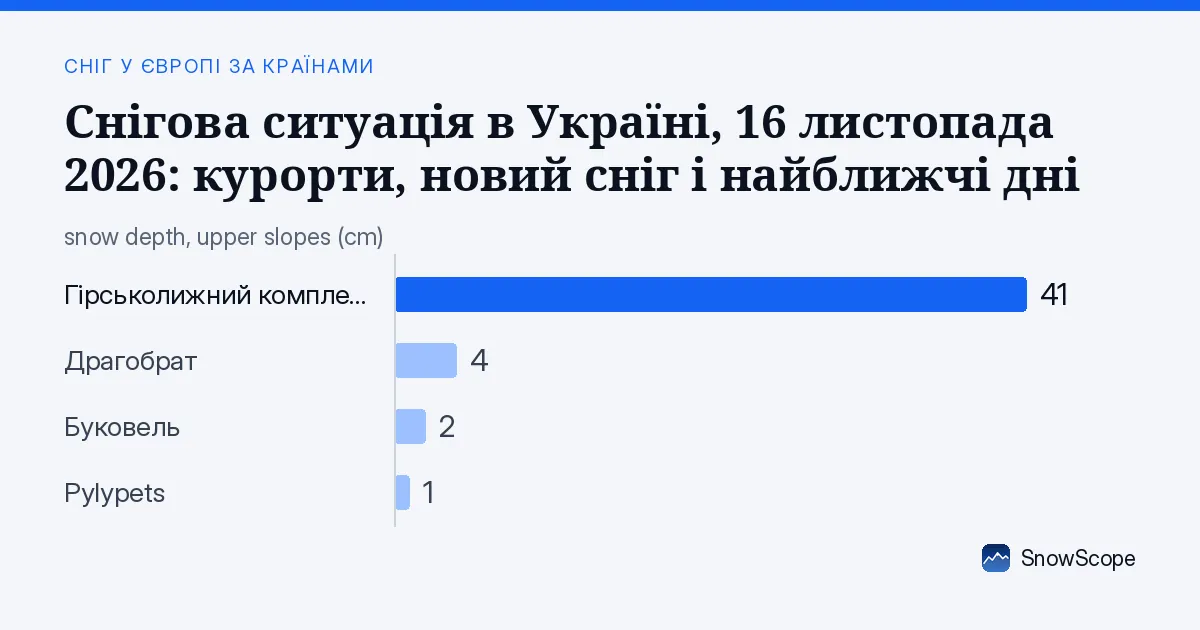 СНІГ У ЄВРОПІ ЗА КРАЇНАМИ
Снігова ситуація в Україні, 16 листопада
2026: курорти, новий сніг і найближчі дні
snow depth, upper slopes (cm)
Гірськолижний компле... 41
Драгобрат 4
Буковель 2
Pylypets 1
SnowScope